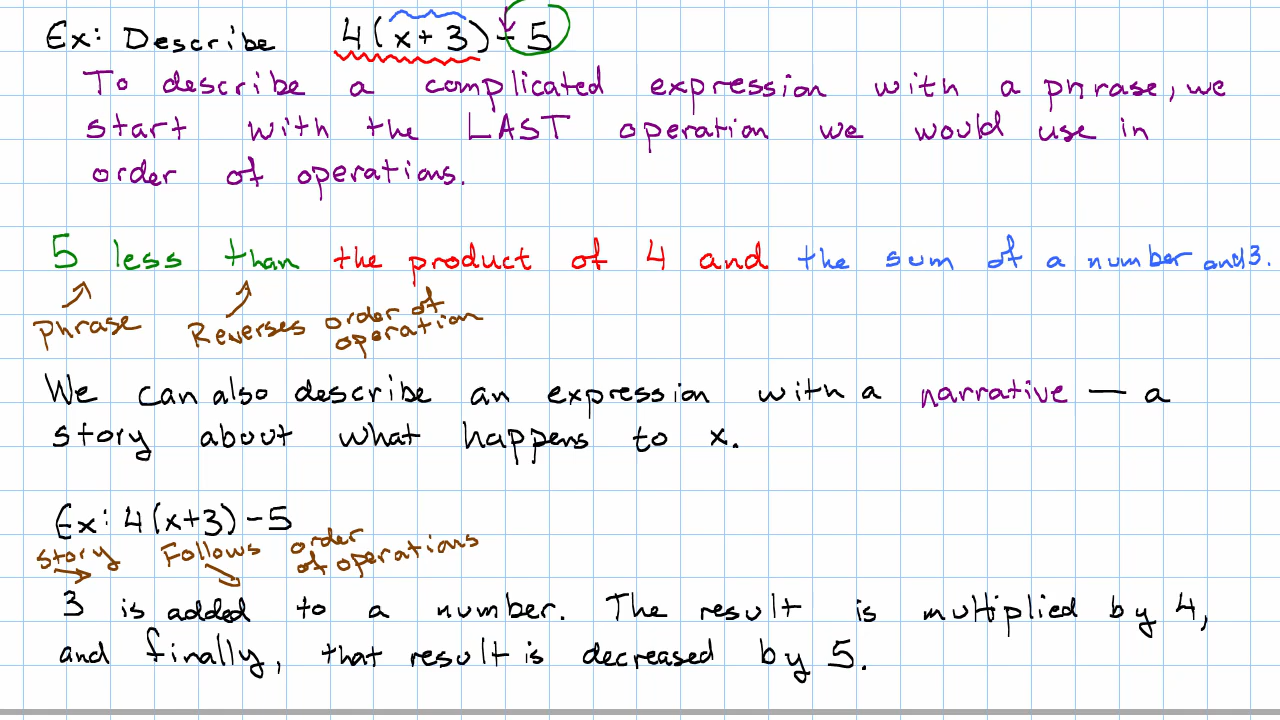 Ex: Describe 4(x+3)-5
To describe a complicated expression with a phrase, we
start with the LAST operation we would use in
order of operations.
5 less than the product of 4 and the sum of a number and 3.
Phrase Reverses order of
operation
We can also describe an expression with a narrative — a
story about what happens to x.
Ex: 4(x+3)-5
Story Follows order
of operations
3 is added to a number. The result is multiplied by 4,
and finally, that result is decreased by 5.